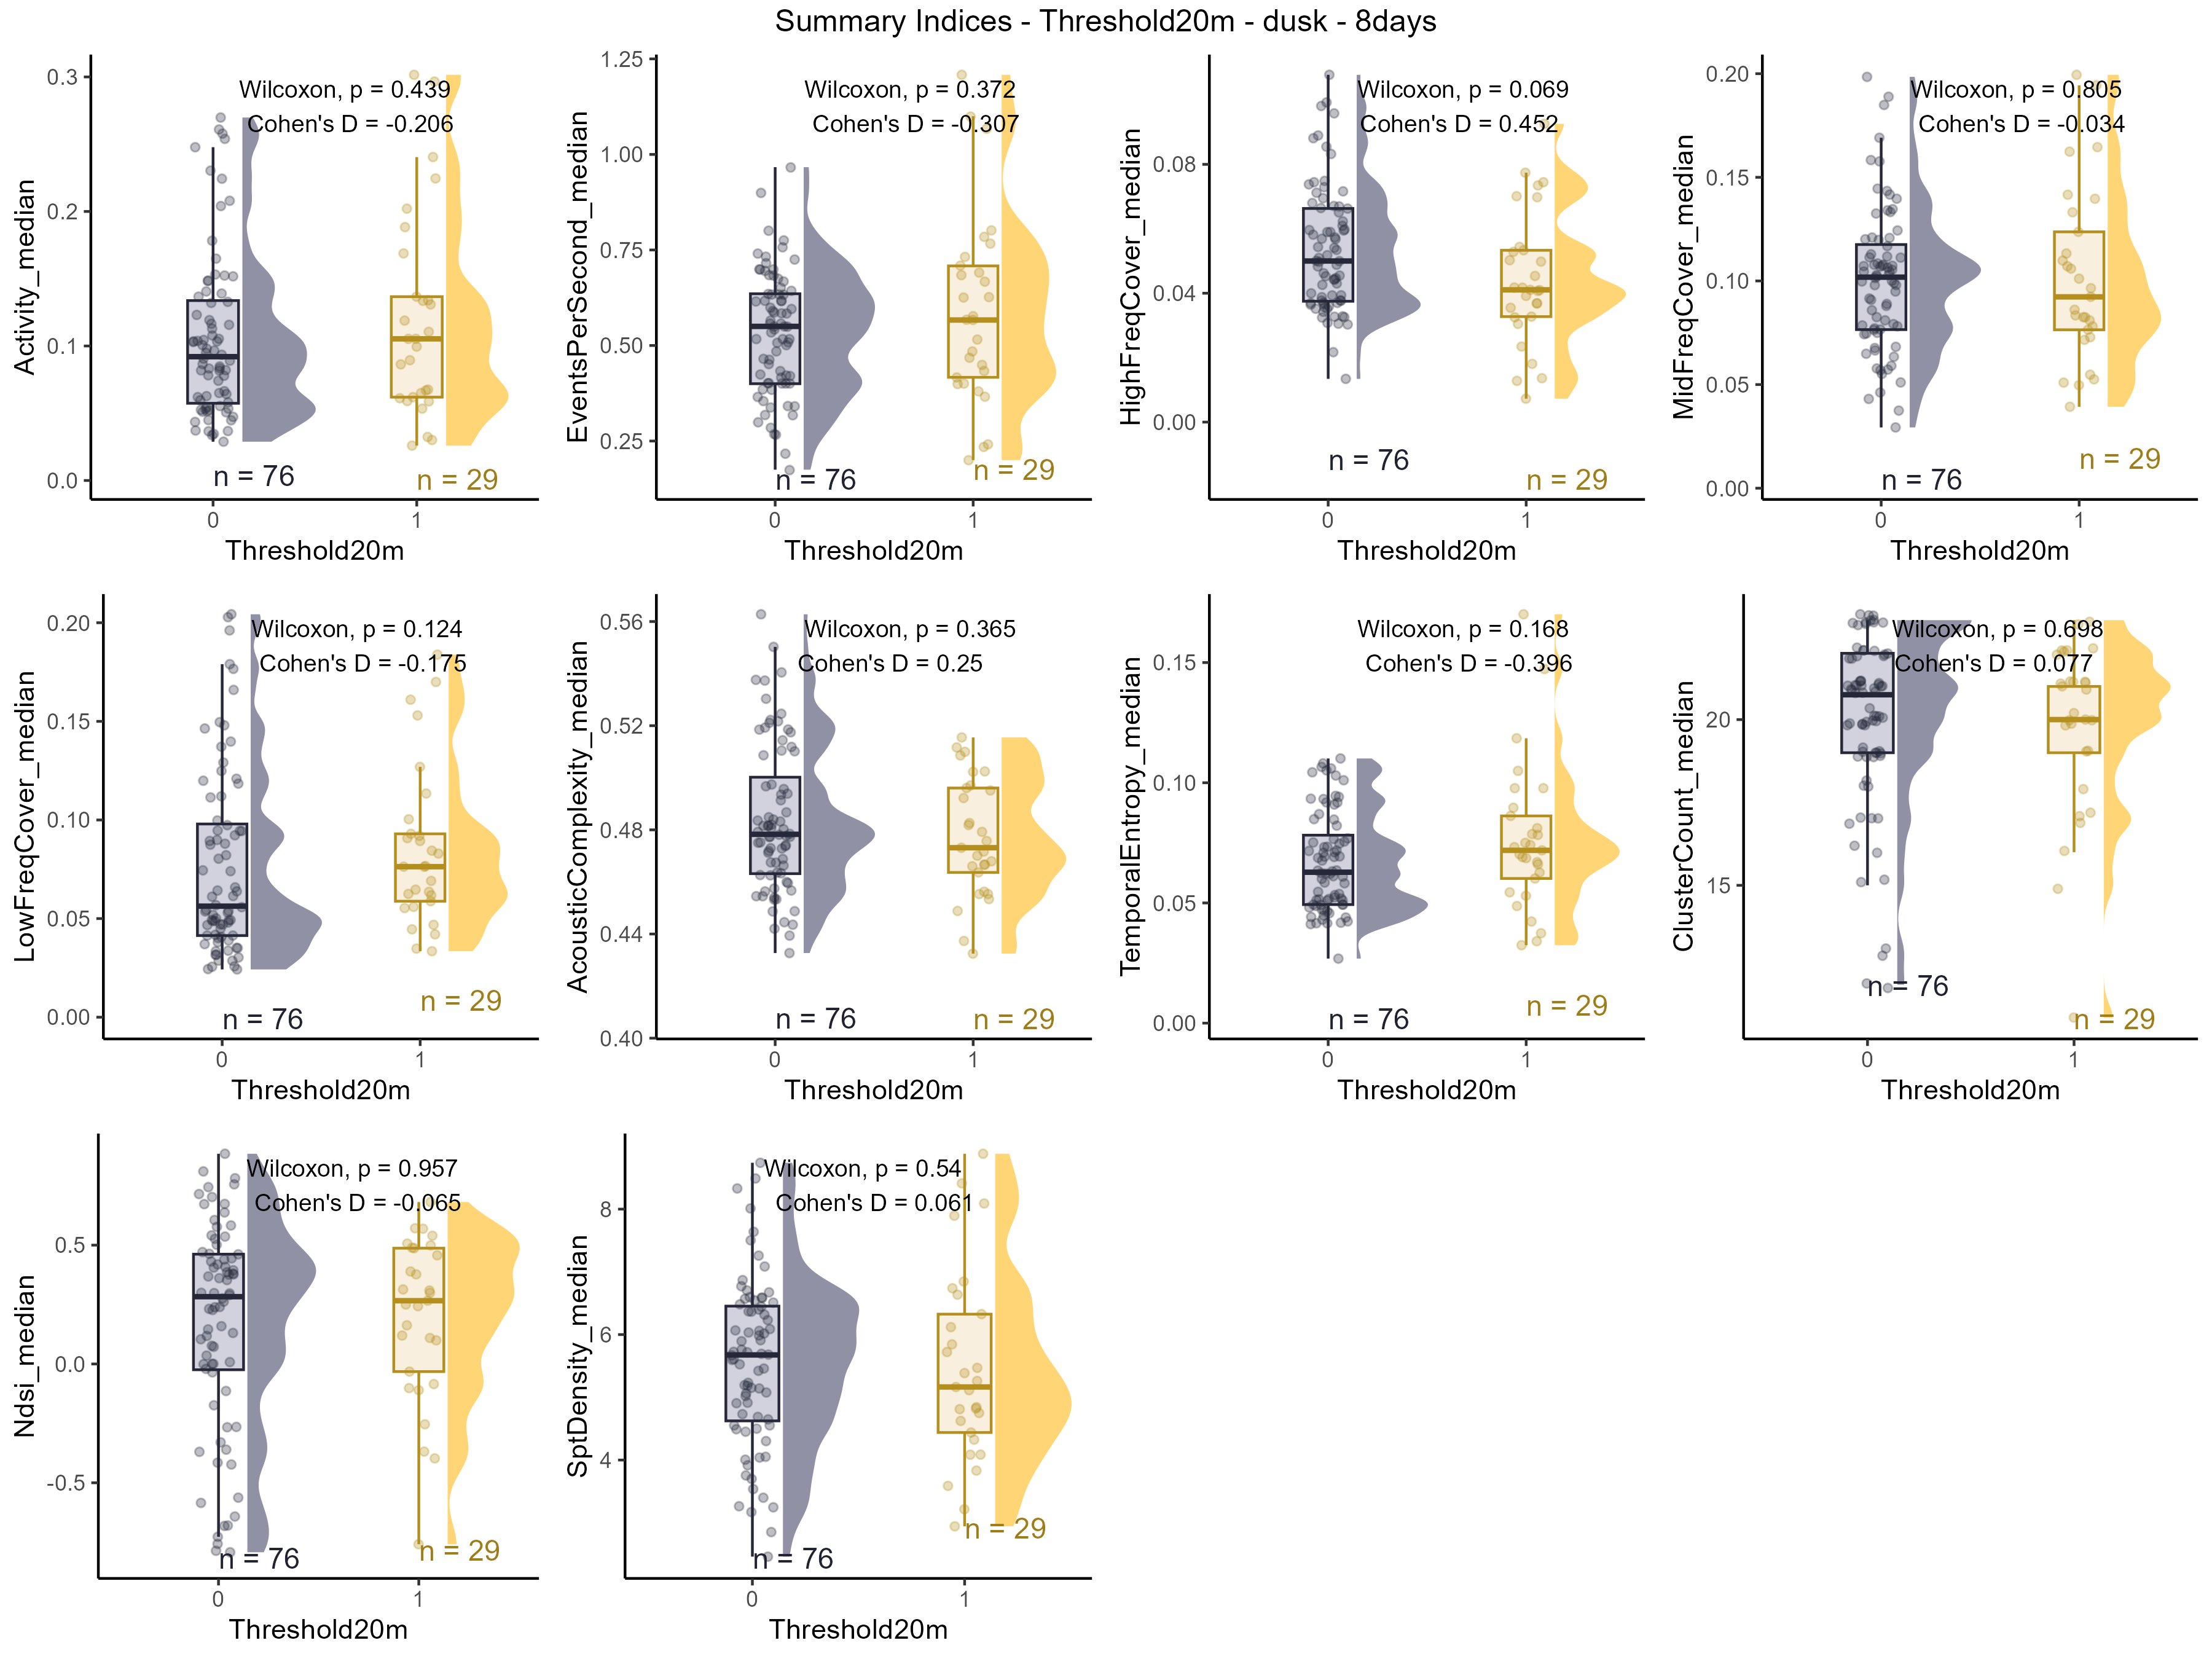 Summary Indices - Threshold20m - dusk - 8days
Activity_median
0.3
0.2
0.1
0.0
Wilcoxon, p = 0.439
Cohen's D = -0.206
n = 76
n = 29
0
1
Threshold20m
EventsPerSecond_median
1.25
1.00
0.75
0.50
0.25
Wilcoxon, p = 0.372
Cohen's D = -0.307
n = 76
n = 29
0
1
Threshold20m
HighFreqCover_median
0.08
0.04
0.00
Wilcoxon, p = 0.069
Cohen's D = 0.452
n = 76
n = 29
0
1
Threshold20m
MidFreqCover_median
0.20
0.15
0.10
0.05
0.00
Wilcoxon, p = 0.805
Cohen's D = -0.034
n = 76
n = 29
0
1
Threshold20m
LowFreqCover_median
0.20
0.15
0.10
0.05
0.00
Wilcoxon, p = 0.124
Cohen's D = -0.175
n = 76
n = 29
0
1
Threshold20m
AcousticComplexity_median
0.56
0.52
0.48
0.44
0.40
Wilcoxon, p = 0.365
Cohen's D = 0.25
n = 76
n = 29
0
1
Threshold20m
TemporalEntropy_median
0.15
0.10
0.05
0.00
Wilcoxon, p = 0.168
Cohen's D = -0.396
n = 76
n = 29
0
1
Threshold20m
ClusterCount_median
20
15
Wilcoxon, p = 0.698
Cohen's D = 0.077
n = 76
n = 29
0
1
Threshold20m
Ndsi_median
0.5
0.0
-0.5
Wilcoxon, p = 0.957
Cohen's D = -0.065
n = 76
n = 29
0
1
Threshold20m
SptDensity_median
8
6
4
Wilcoxon, p = 0.54
Cohen's D = 0.061
n = 76
n = 29
0
1
Threshold20m